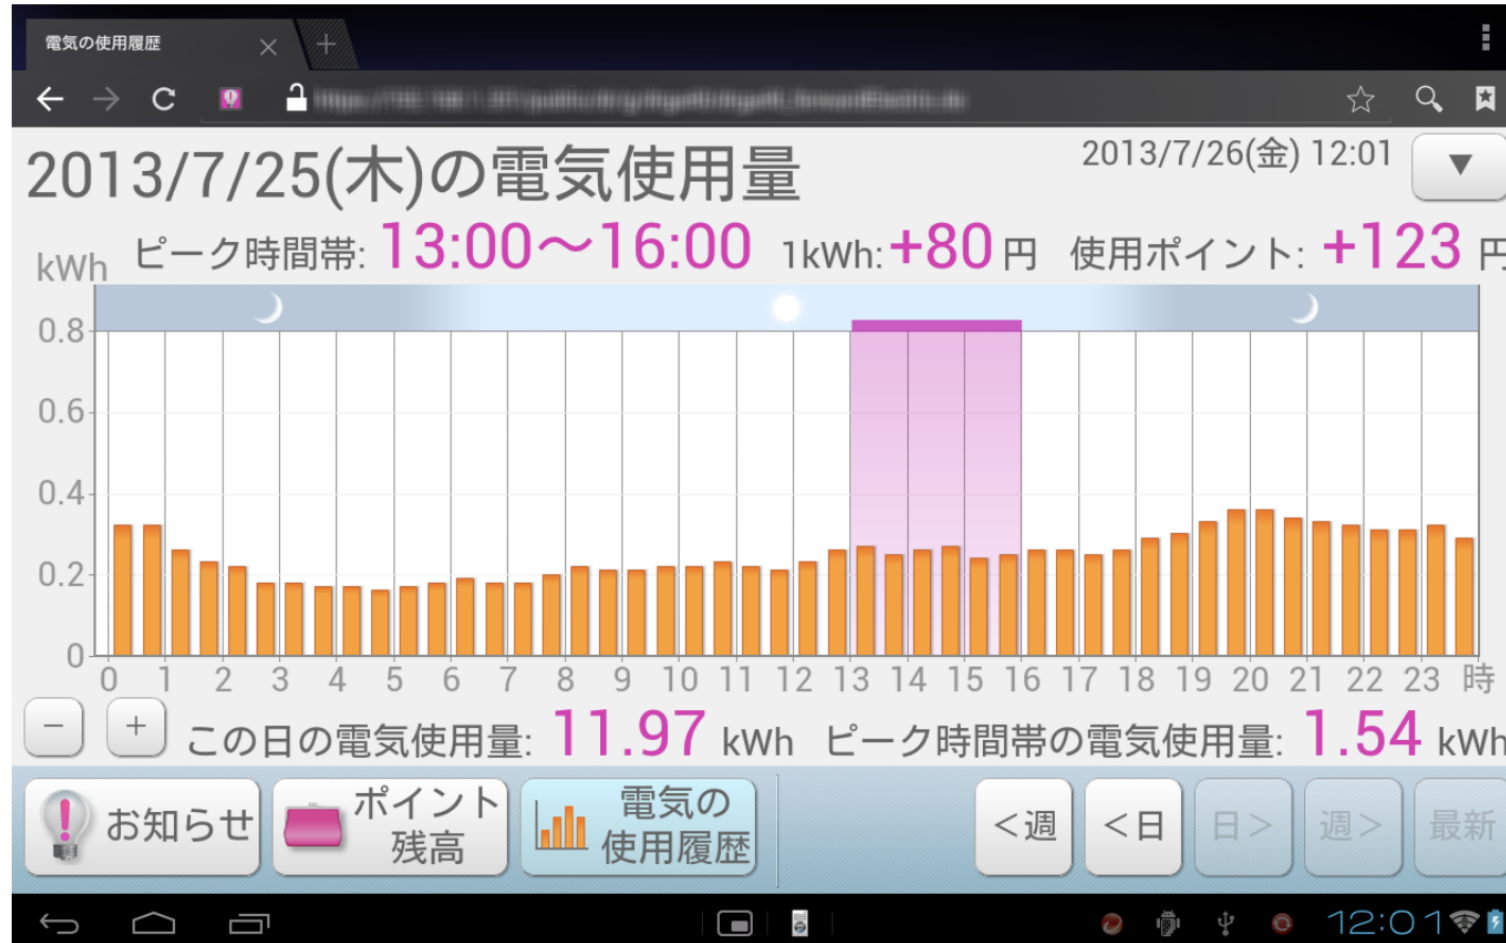 電気の使用履歴
2013/7/25(木)の電気使用量
2013/7/26(金) 12:01
▼
kWh ピーク時間帯: 13:00～16:00 1kWh: +80 円 使用ポイント: +123 円
0.8
0.6
0.4
0.2
0
0 1 2 3 4 5 6 7 8 9 10 11 12 13 14 15 16 17 18 19 20 21 22 23 時
− + この日の電気使用量: 11.97 kWh ピーク時間帯の電気使用量: 1.54 kWh
お知らせ
ポイント
残高
電気の
使用履歴
<週
<日
日>
週>
最新
12:01